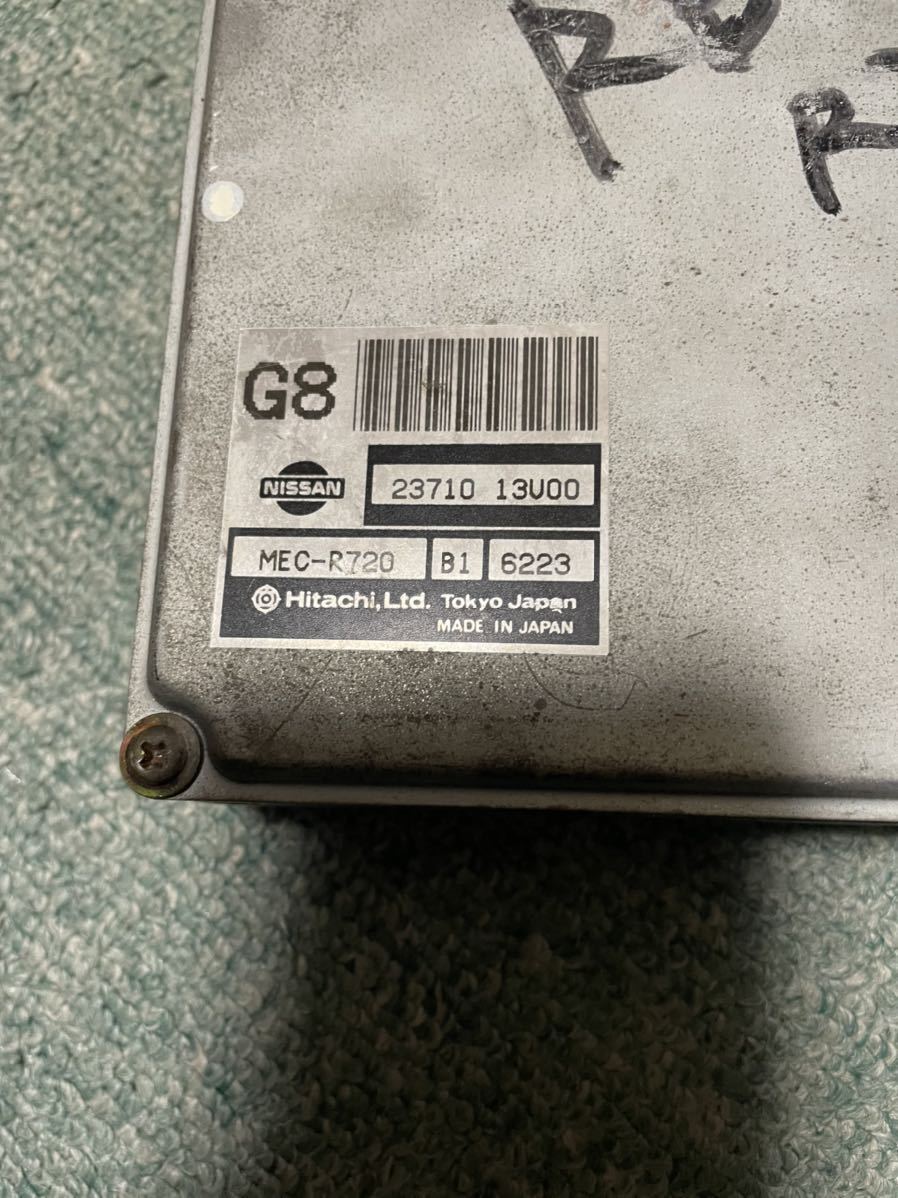 G8
NISSAN
23710 13V00
MEC-R720 B1 6223
Hitachi, Ltd. Tokyo Japan
MADE IN JAPAN